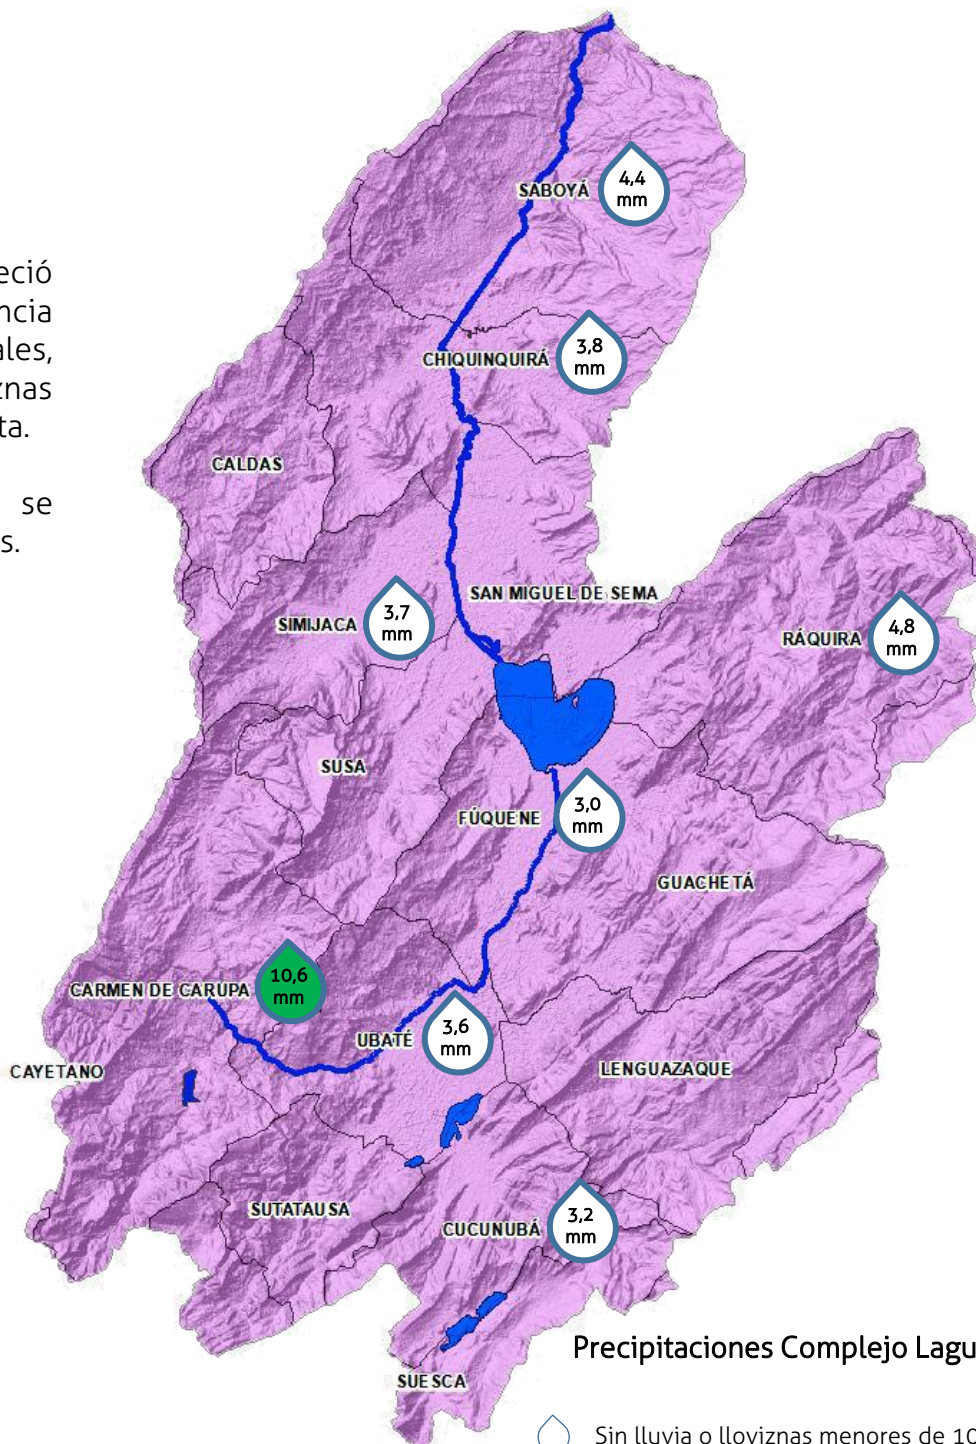 eció
ncia
ales,
znas
ta.
se
s.
4,4
mm
SABOYÁ
3,8
mm
CHIQUINQUIRÁ
CALDAS
SAN MIGUEL DE SEMA
3,7
mm
SIMIJACA
4,8
mm
RÁQUIRA
SUSA
3,0
mm
FÚQUENE
GUACHETÁ
10,6
mm
CARMEN DE CARUPA
3,6
mm
UBATÉ
CAYETANO
LENGUAZAQUE
SUTATAUSA
3,2
mm
CUCUNUBÁ
Precipitaciones Complejo Lagu
SUESCA
Sin lluvia o lloviznas menores de 10